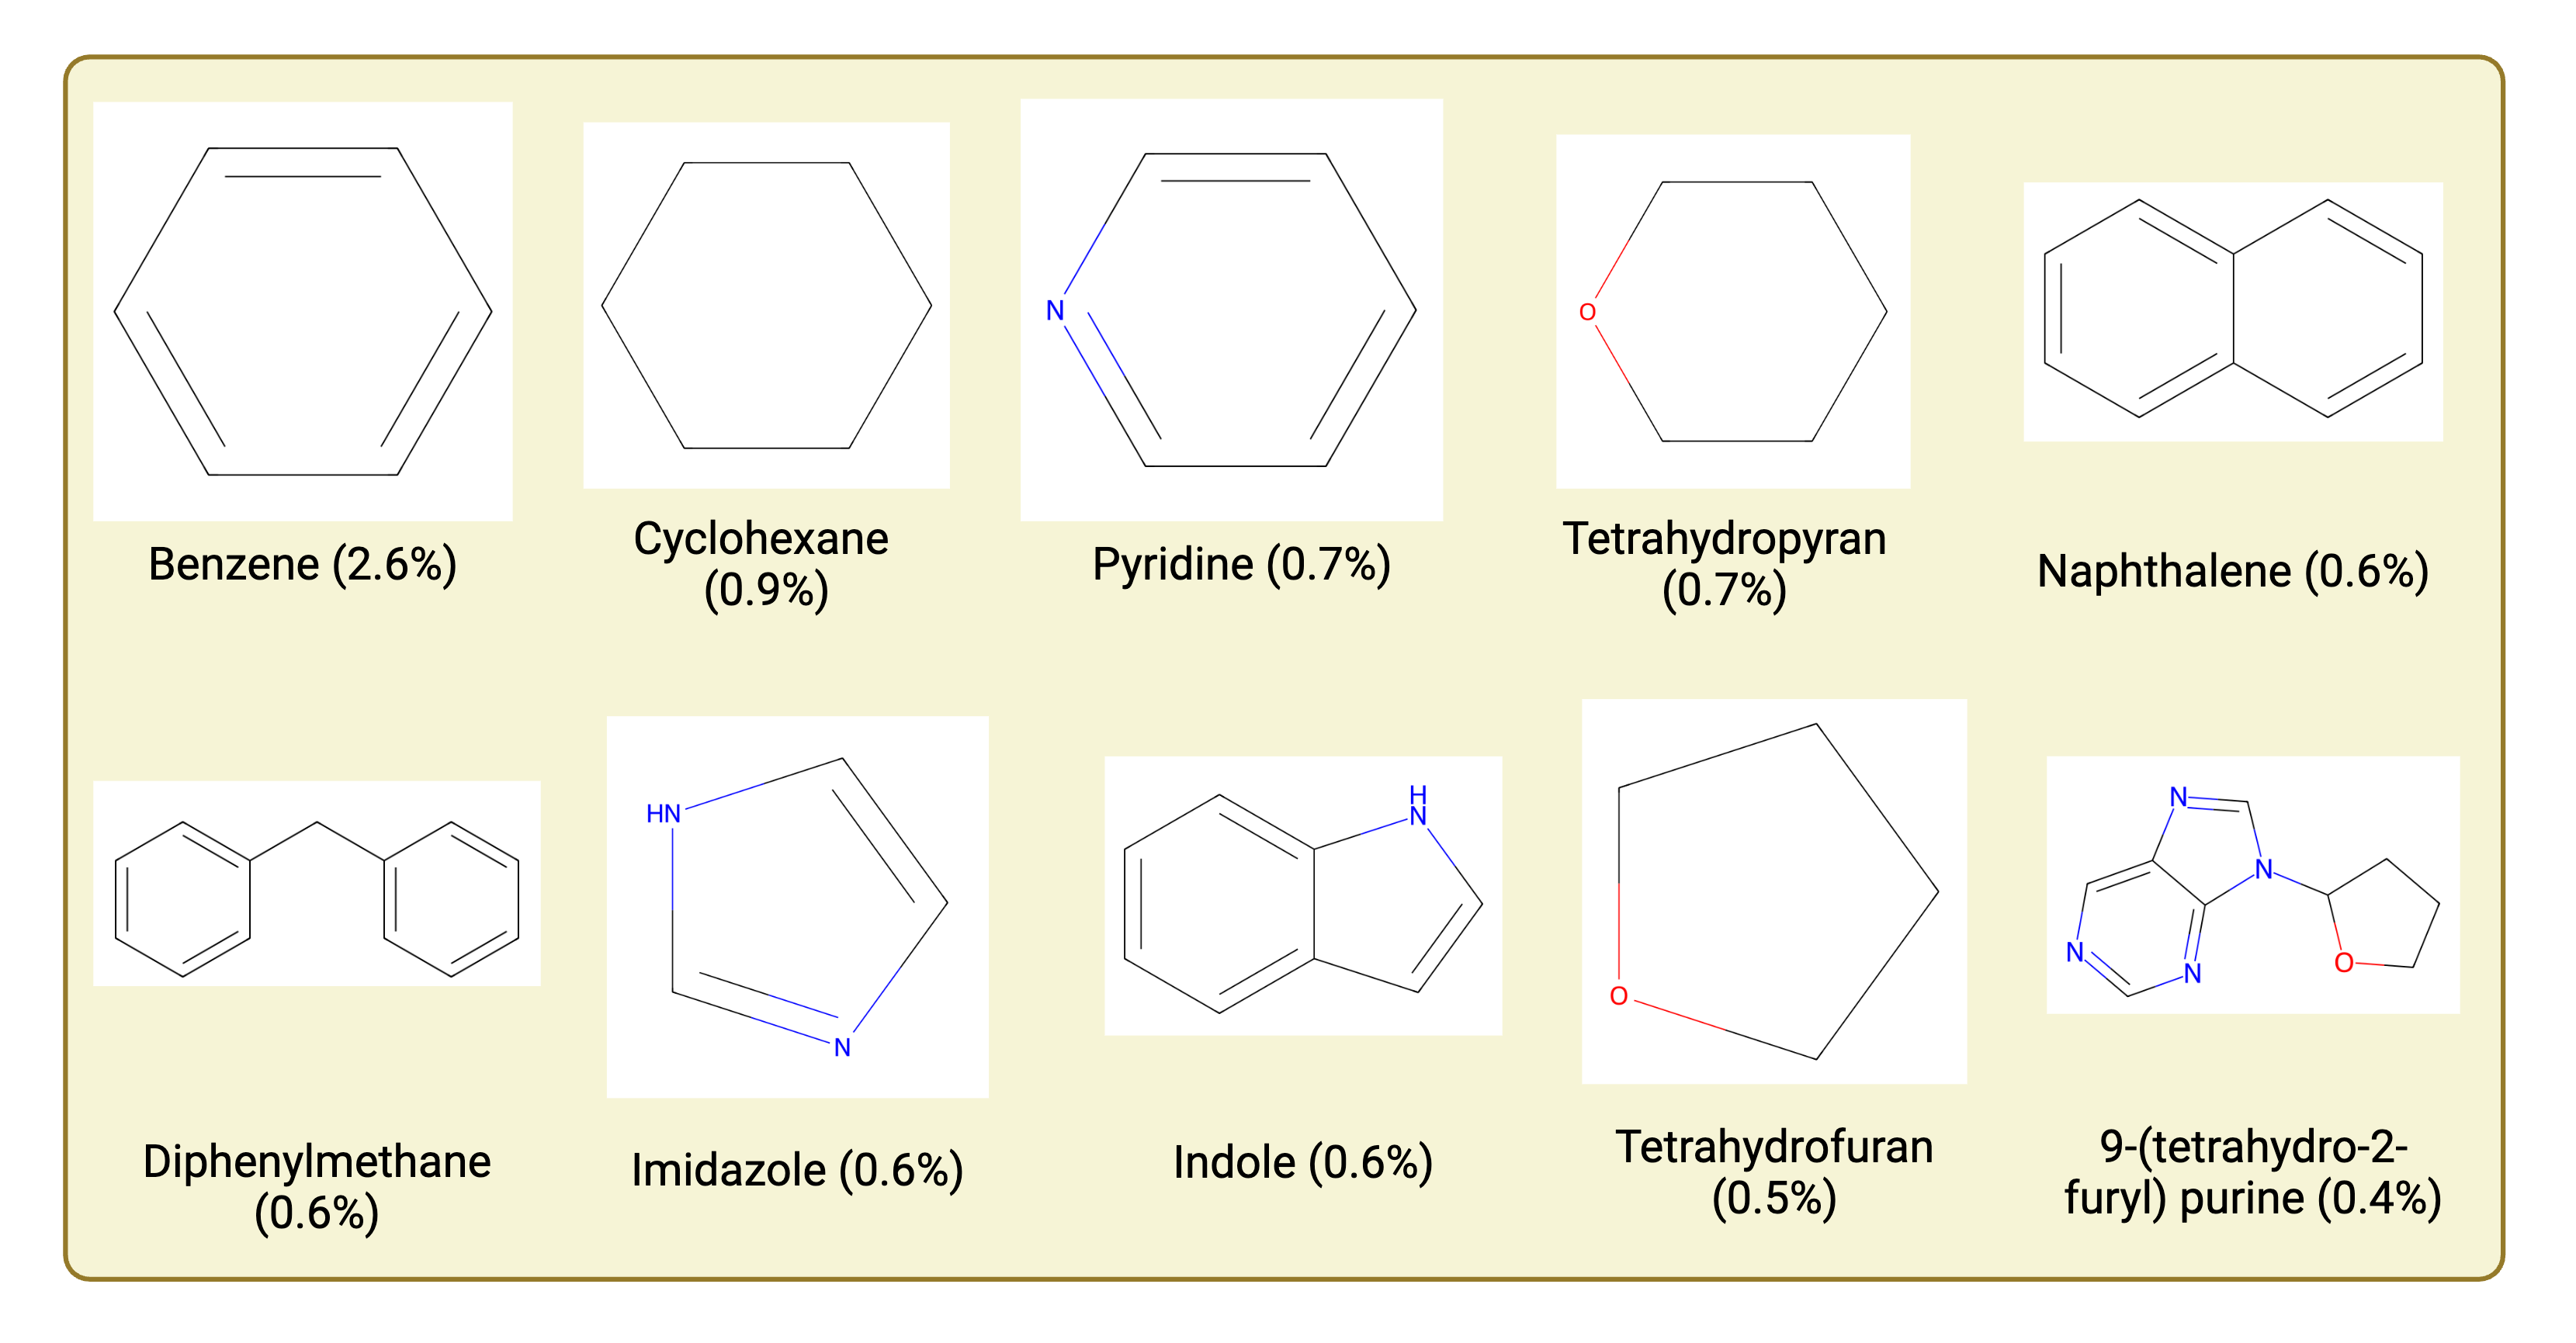 N
O
Benzene (2.6%)
Cyclohexane
(0.9%)
Pyridine (0.7%)
Tetrahydropyran
(0.7%)
Naphthalene (0.6%)
HN
N
H
N
O
N
N
N
N
O
Diphenylmethane
(0.6%)
Imidazole (0.6%)
Indole (0.6%)
Tetrahydrofuran
(0.5%)
9-(tetrahydro-2-
furyl) purine (0.4%)